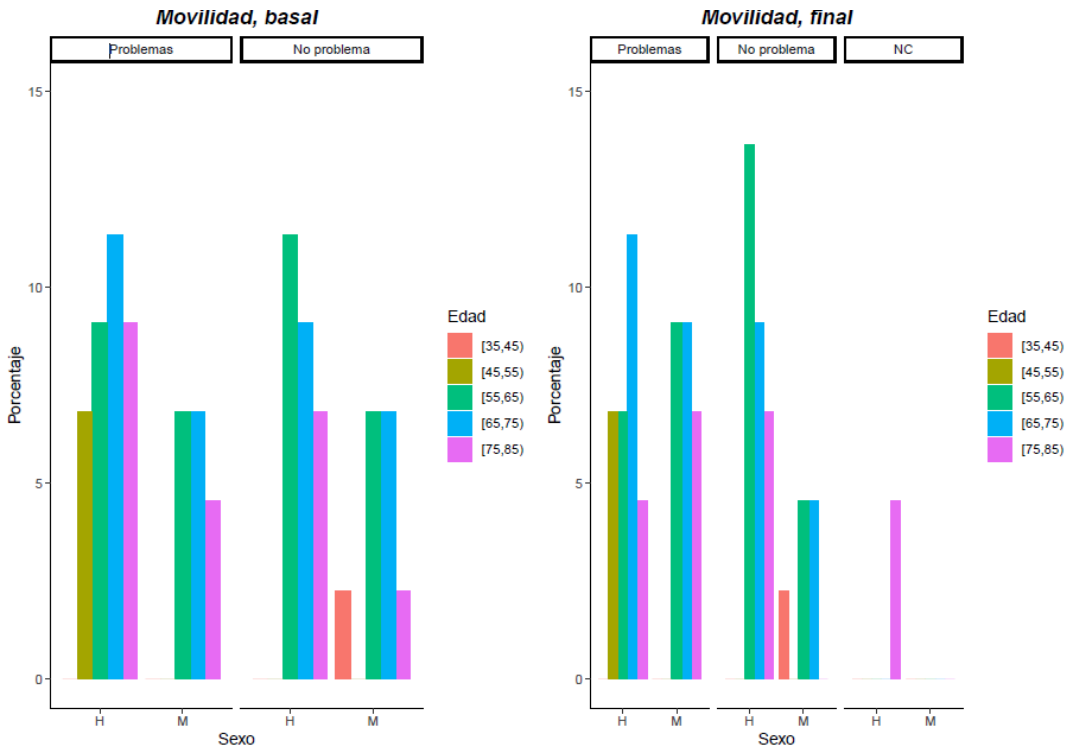 Movilidad, basal
Problemas
No problema
15
10
5
0
Porcentaje
H
M
H
M
Sexo
Edad
[35,45)
[45,55)
[55,65)
[65,75)
[75,85)
Movilidad, final
Problemas
No problema
NC
15
10
5
0
Porcentaje
H
M
H
M
H
M
Sexo
Edad
[35,45)
[45,55)
[55,65)
[65,75)
[75,85)